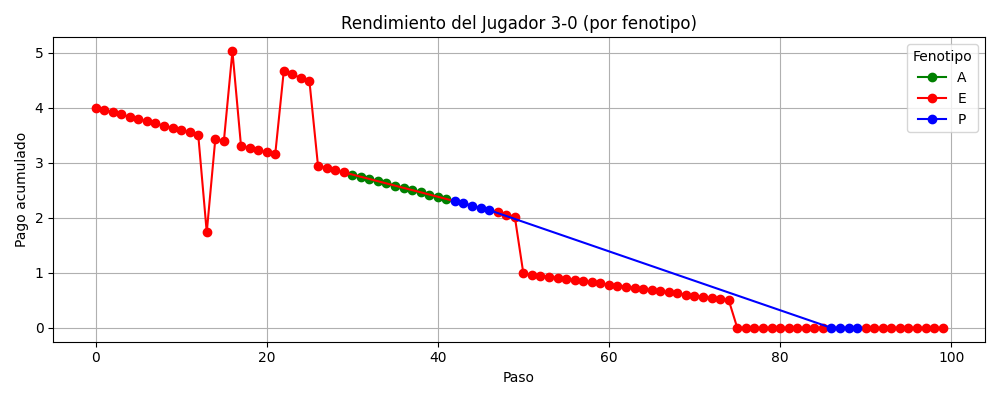 Rendimiento del Jugador 3-0 (por fenotipo)
Pago acumulado
5
4
3
2
1
0
Fenotipo
A
E
P
0 20 40 60 80 100
Paso